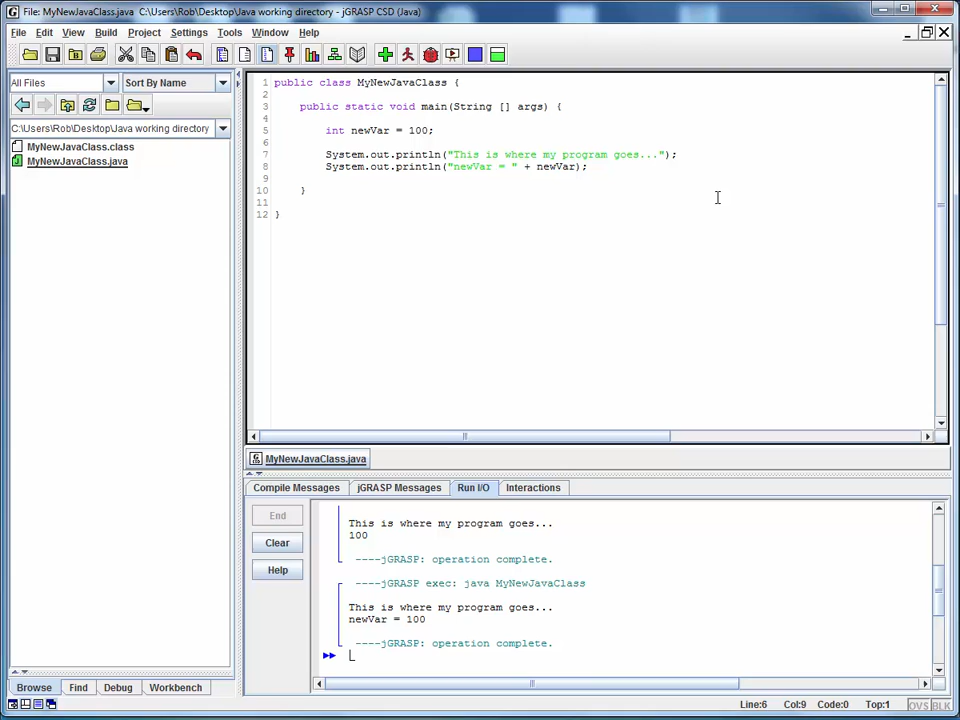 File: MyNewJavaClass.java C:\Users\Rob\Desktop\Java working directory - jGRASP CSD (Java)
File Edit View Build Project Settings Tools Window Help
All Files
Sort By Name
C:\Users\Rob\Desktop\Java working directory
MyNewJavaClass.class
MyNewJavaClass.java
1 public class MyNewJavaClass {
2
3 public static void main(String [] args) {
4
5 int newVar = 100;
6
7 System.out.println("This is where my program goes...");
8 System.out.println("newVar = " + newVar);
9
10 }
11
12 }
MyNewJavaClass.java
Compile Messages jGRASP Messages Run I/O Interactions
End
Clear
Help
This is where my program goes...
100
----jGRASP: operation complete.
----jGRASP exec: java MyNewJavaClass
This is where my program goes...
newVar = 100
----jGRASP: operation complete.
Browse Find Debug Workbench
Line:6 Col:9 Code:0 Top:1 OVS BLK